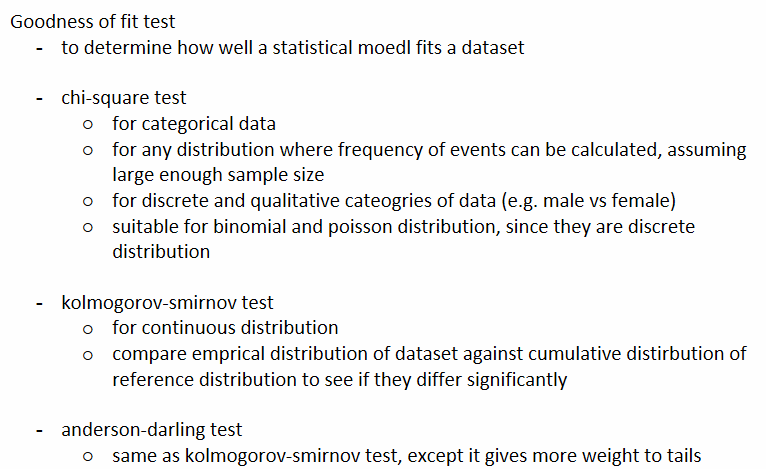 Goodness of fit test
- to determine how well a statistical moedl fits a dataset
- chi-square test
o for categorical data
o for any distribution where frequency of events can be calculated, assuming
large enough sample size
o for discrete and qualitative cateogries of data (e.g. male vs female)
o suitable for binomial and poisson distribution, since they are discrete
distribution
- kolmogorov-smirnov test
o for continuous distribution
o compare emprical distribution of dataset against cumulative distirbution of
reference distribution to see if they differ significantly
- anderson-darling test
o same as kolmogorov-smirnov test, except it gives more weight to tails